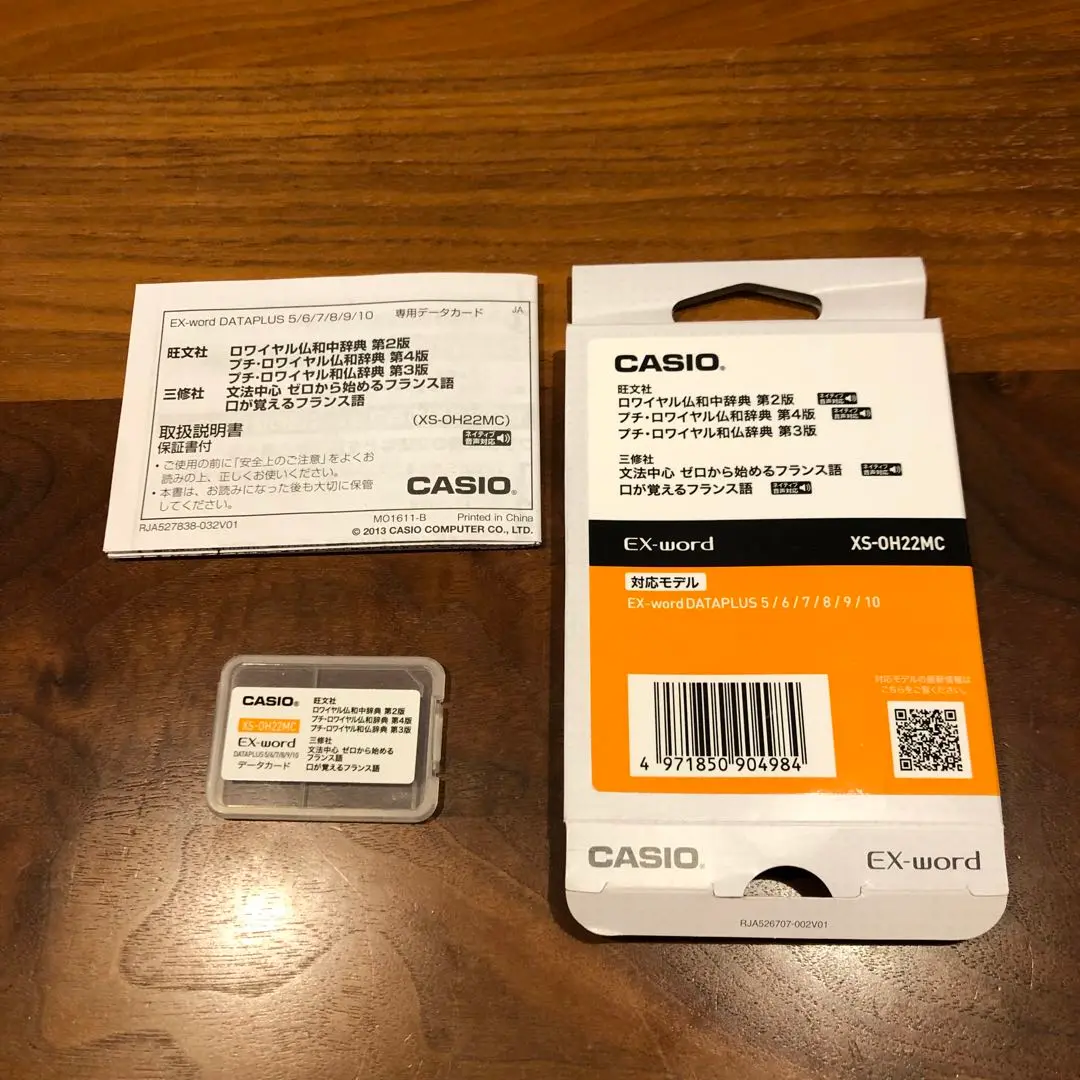 EX-word DATAPLUS 5/6/7/8/9/10 専用データカード JA
旺文社 ロワイヤル仏和中辞典 第2版
プチ・ロワイヤル仏和辞典 第4版
プチ・ロワイヤル和仏辞典 第3版
三修社 文法中心 ゼロから始めるフランス語
口が覚えるフランス語
(XS-OH22MC)
取扱説明書
保証書付
ネイティブ
音声対応
・ご使用の前に「安全上のご注意」をよくお
読みの上、正しくお使いください。
・本書は、お読みになった後も大切に保管
してください。
CASIO.
RJA527838-032V01
MO1611-B Printed in China
© 2013 CASIO COMPUTER CO., LTD.
CASIO.
旺文社
ロワイヤル仏和中辞典 第2版 ネイティブ 音声対応
プチ・ロワイヤル仏和辞典 第4版 ネイティブ 音声対応
プチ・ロワイヤル和仏辞典 第3版
三修社
文法中心 ゼロから始めるフランス語 ネイティブ 音声対応
口が覚えるフランス語 ネイティブ 音声対応
EX-word XS-OH22MC
対応モデル
EX-word DATAPLUS 5 / 6 / 7 / 8 / 9 / 10
対応モデルの最新情報は
こちらをご覧ください。
4 971850 904984
CASIO. EX-word
RJA526707-002V01
CASIO.
XS-OH22MC
EX-word
DATAPLUS 5/6/7/8/9/10
データカード
旺文社
ロワイヤル仏和中辞典 第2版
プチ・ロワイヤル仏和辞典 第4版
プチ・ロワイヤル和仏辞典 第3版
三修社
文法中心 ゼロから始める
フランス語
口が覚えるフランス語